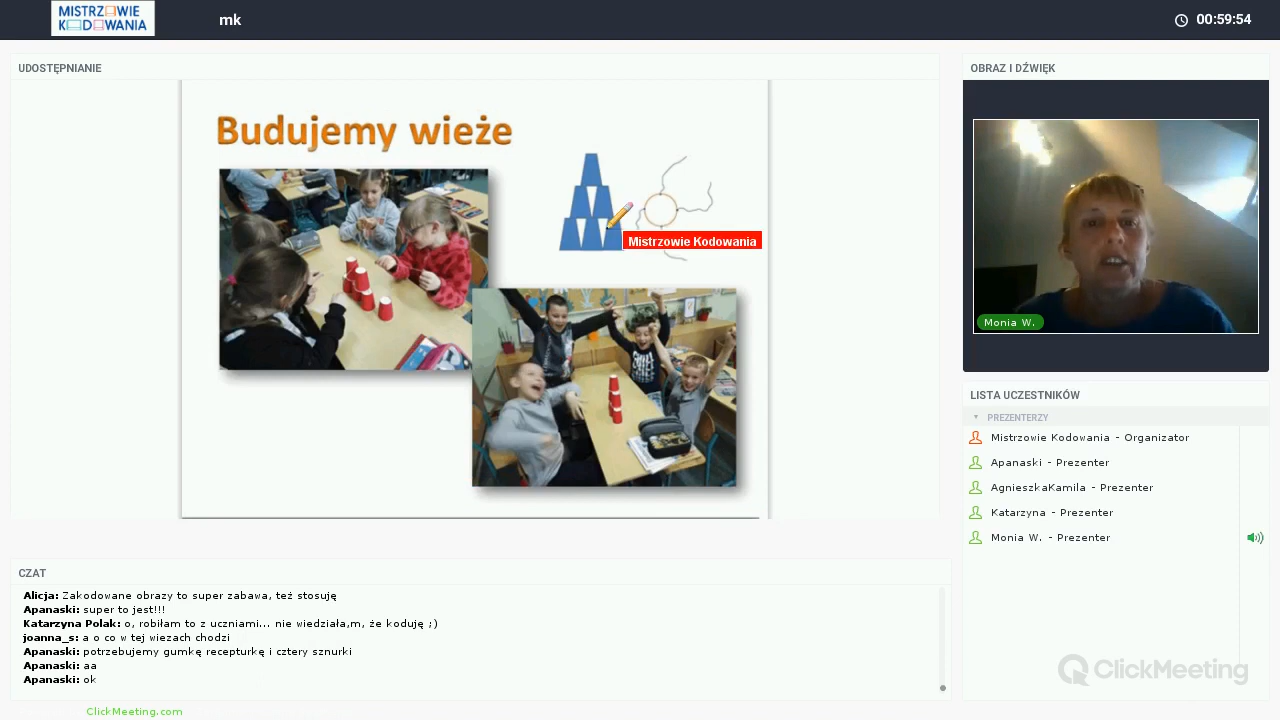 MISTRZOWIE
KODOWANIA
mk
00:59:54
UDOSTĘPNIANIE
Budujemy wieże
Mistrzowie Kodowania
OBRAZ I DŹWIĘK
Monia W.
LISTA UCZESTNIKÓW
PREZENTERZY
Mistrzowie Kodowania - Organizator
Apanaski - Prezenter
AgnieszkaKamila - Prezenter
Katarzyna - Prezenter
Monia W. - Prezenter
ClickMeeting
CZAT
Alicja: Zakodowane obrazy to super zabawa, też stosuję
Apanaski: super to jest!!!
Katarzyna Polak: o, robiłam to z uczniami... nie wiedziała,m, że koduję ;)
joanna_s: a o co w tej wiezach chodzi
Apanaski: potrzebujemy gumkę recepturkę i cztery sznurki
Apanaski: aa
Apanaski: ok
ClickMeeting.com